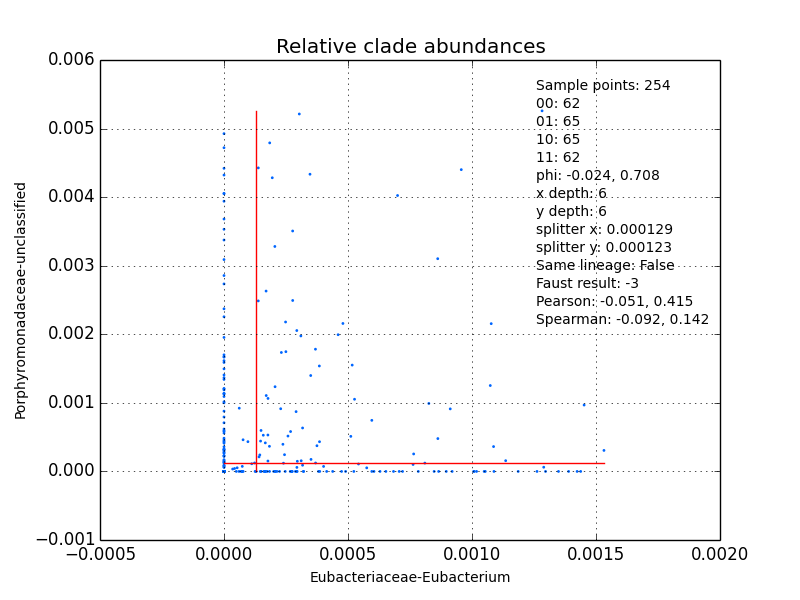 Relative clade abundances
0.006
0.005
0.004
0.003
0.002
0.001
0.000
−0.001
Porphyromonadaceae-unclassified
Sample points: 254
00: 62
01: 65
10: 65
11: 62
phi: -0.024, 0.708
x depth: 6
y depth: 6
splitter x: 0.000129
splitter y: 0.000123
Same lineage: False
Faust result: -3
Pearson: -0.051, 0.415
Spearman: -0.092, 0.142
−0.0005 0.0000 0.0005 0.0010 0.0015 0.0020
Eubacteriaceae-Eubacterium